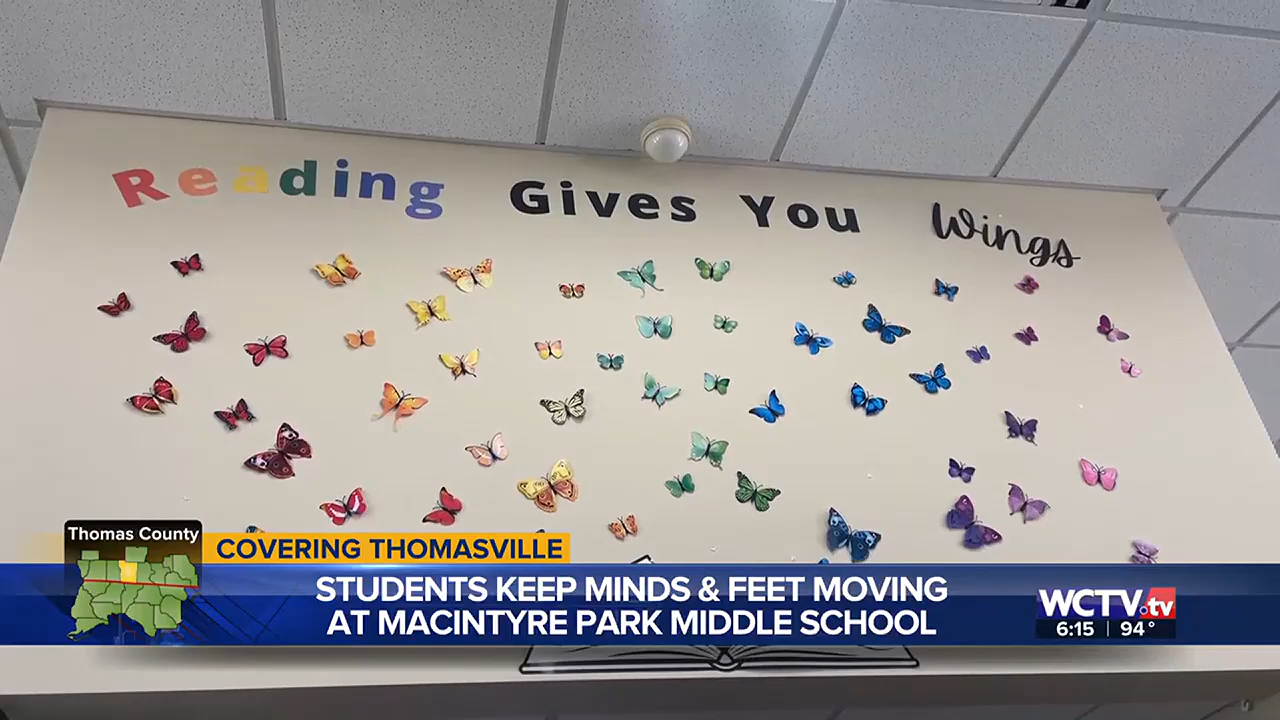 Reading Gives You Wings
Thomas County
COVERING THOMASVILLE
STUDENTS KEEP MINDS & FEET MOVING
AT MACINTYRE PARK MIDDLE SCHOOL
WCTV.tv
6:15 | 94°